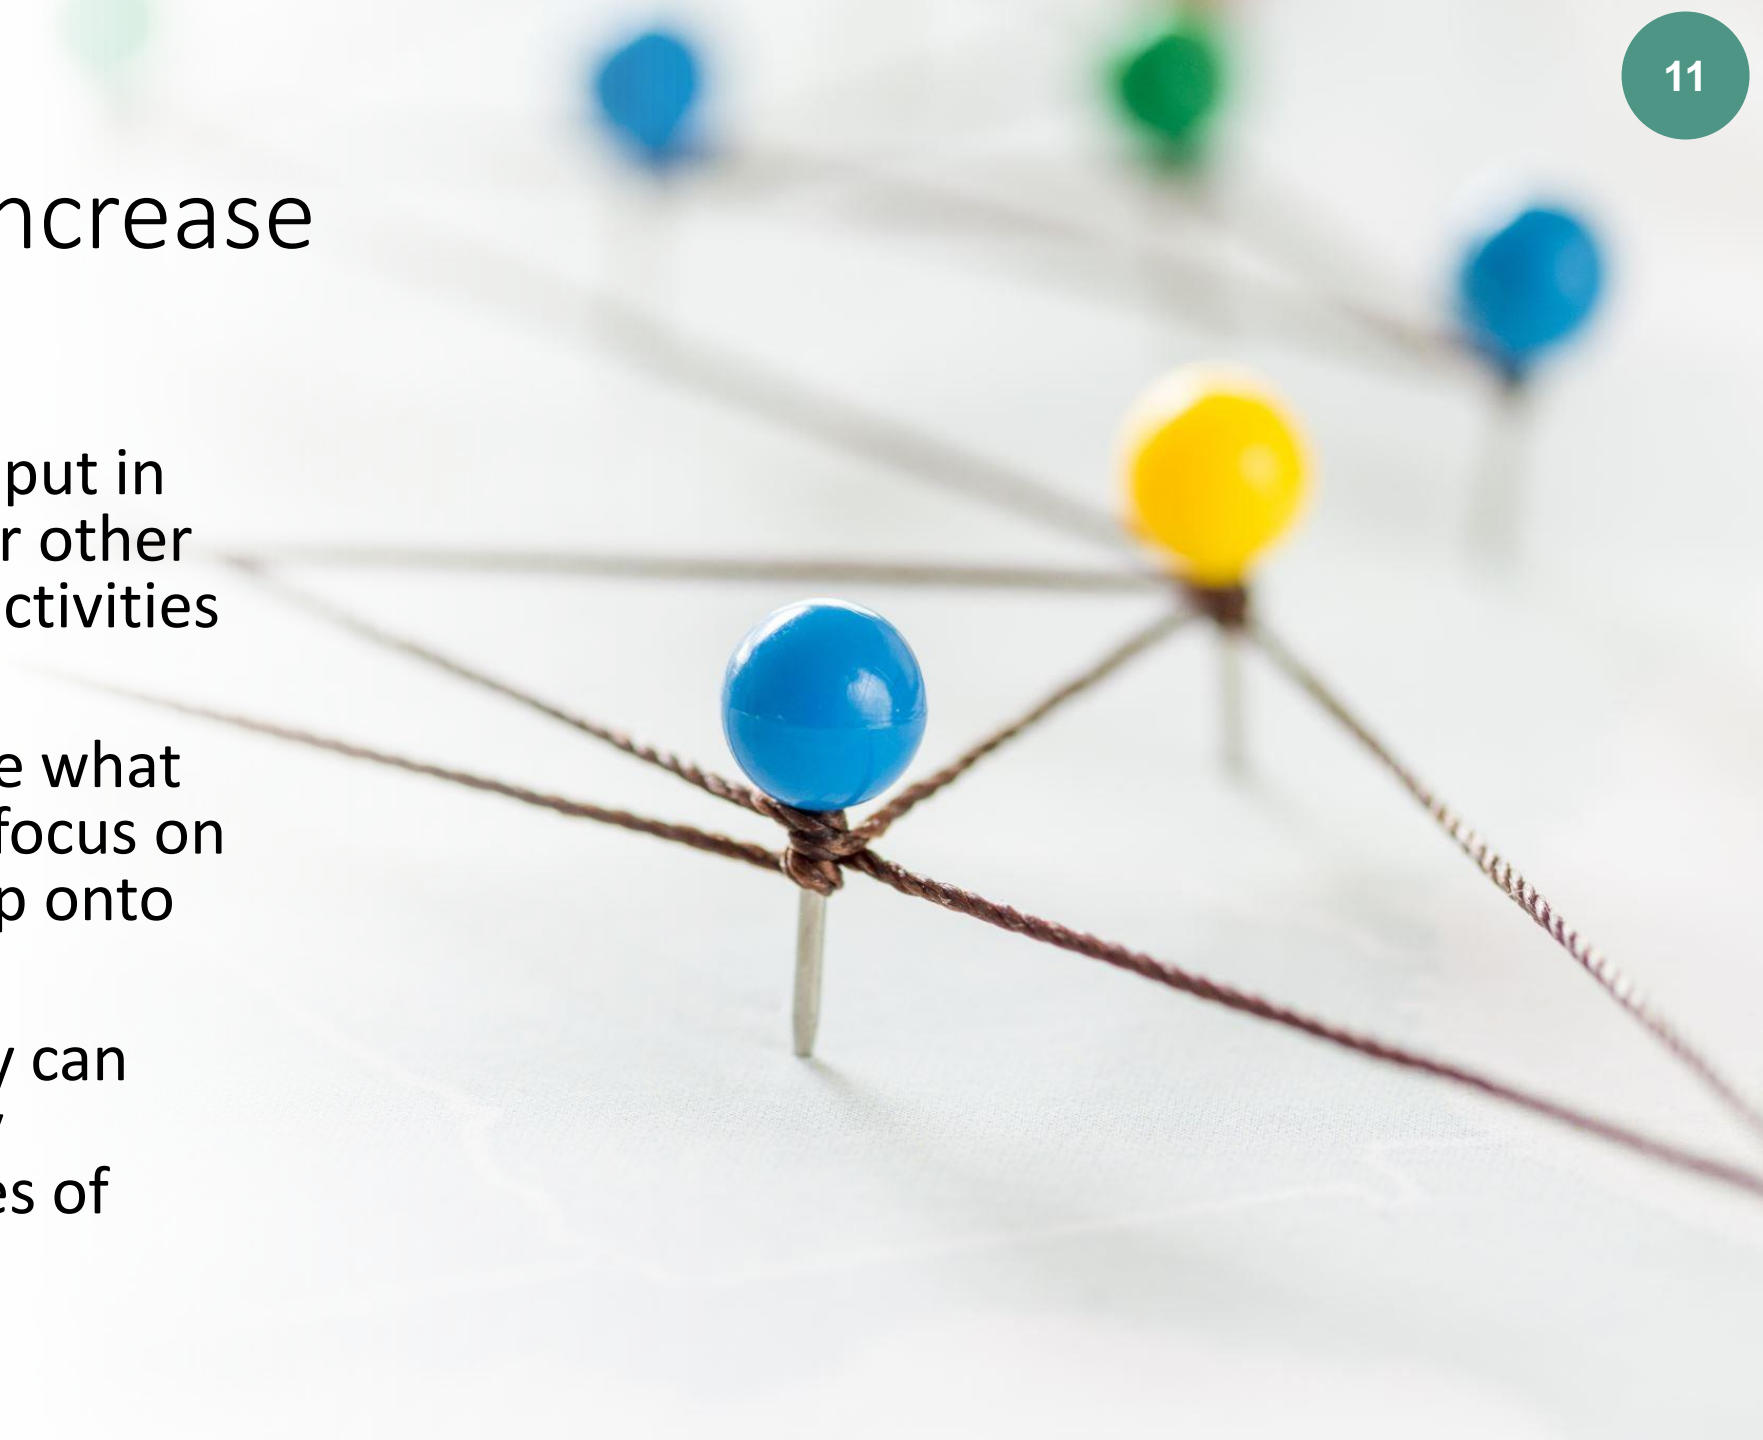 11
ncrease
put in
r other
ctivities
e what
focus on
p onto
y can
es of